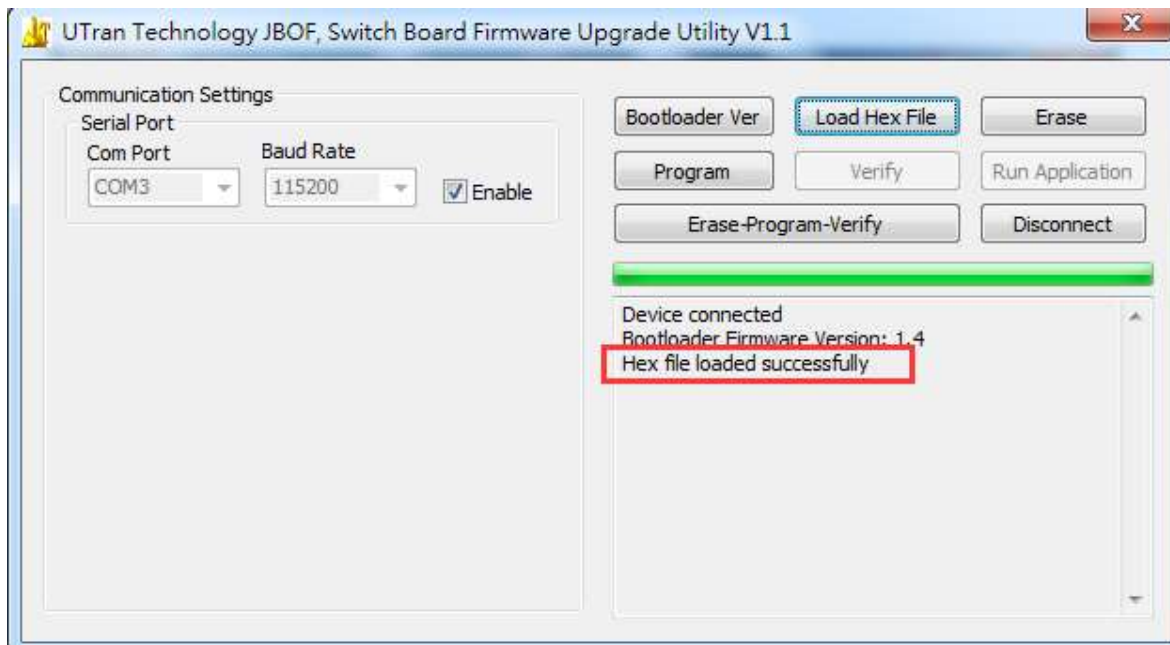 UTran Technology JBOF, Switch Board Firmware Upgrade Utility V1.1
Communication Settings
Serial Port
Com Port
Baud Rate
COM3
115200
Enable
Bootloader Ver
Load Hex File
Erase
Program
Verify
Run Application
Erase-Program-Verify
Disconnect
Device connected
Bootloader Firmware Version: 1.4
Hex file loaded successfully